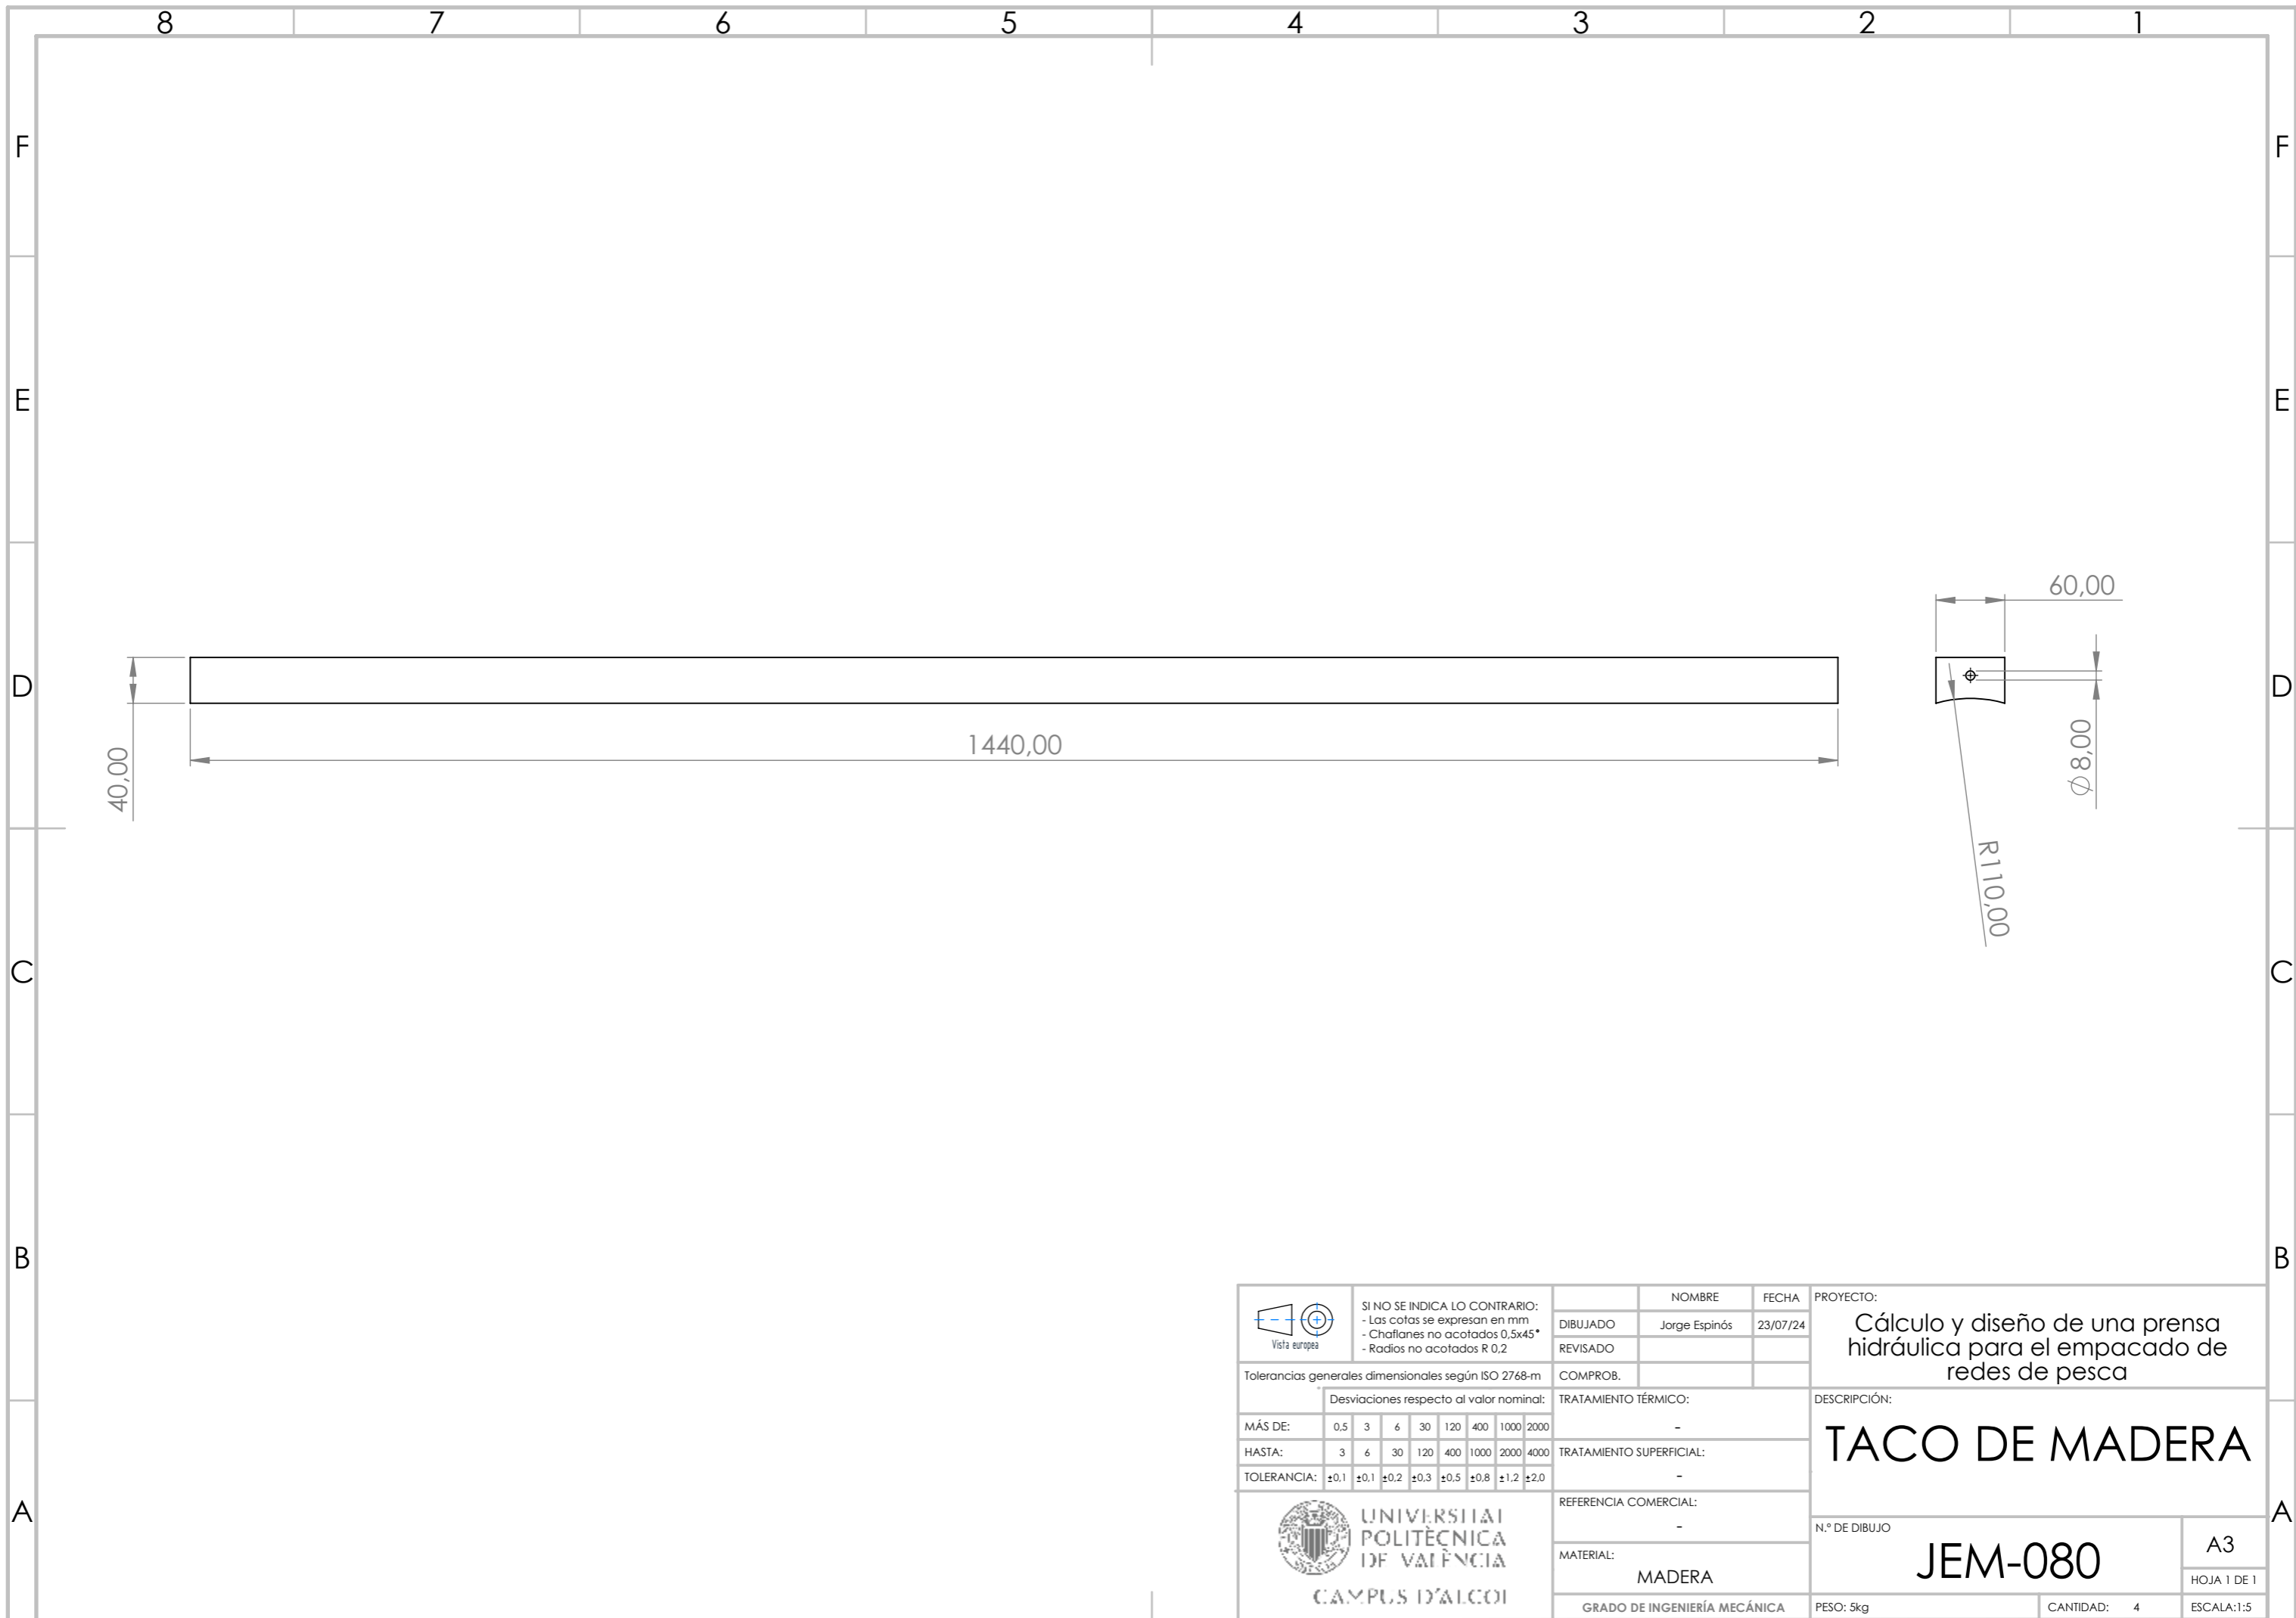 8 7 6 5 4 3 2 1
F F
E E
D D
C C
B B
A A
40,00
1440,00
60,00
∅8,00
R110,00
Vista europea
SI NO SE INDICA LO CONTRARIO:
- Las cotas se expresan en mm
- Chaflanes no acotados 0,5x45°
- Radios no acotados R 0,2
Tolerancias generales dimensionales según ISO 2768-m
Desviaciones respecto al valor nominal:
MÁS DE: 0,5 3 6 30 120 400 1000 2000
HASTA: 3 6 30 120 400 1000 2000 4000
TOLERANCIA: ±0,1 ±0,1 ±0,2 ±0,3 ±0,5 ±0,8 ±1,2 ±2,0
UNIVERSITAT
POLITÈCNICA
DE VALÈNCIA
CAMPUS D'ALCOI
NOMBRE FECHA
DIBUJADO Jorge Espinós 23/07/24
REVISADO
COMPROB.
TRATAMIENTO TÉRMICO:
-
TRATAMIENTO SUPERFICIAL:
-
REFERENCIA COMERCIAL:
-
MATERIAL:
MADERA
GRADO DE INGENIERÍA MECÁNICA
PROYECTO:
Cálculo y diseño de una prensa
hidráulica para el empacado de
redes de pesca
DESCRIPCIÓN:
TACO DE MADERA
N.º DE DIBUJO
JEM-080
A3
HOJA 1 DE 1
PESO: 5kg
CANTIDAD: 4
ESCALA:1:5